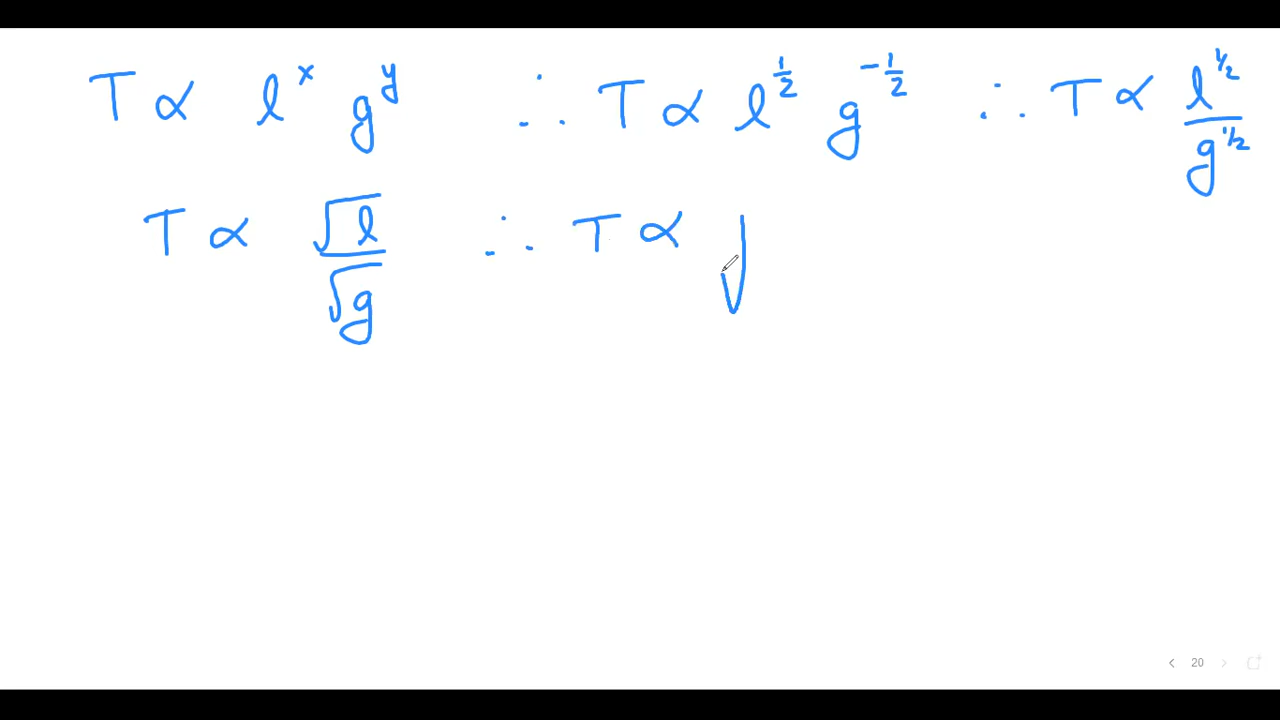 T ∝ l^x g^y ∴ T ∝ l^{1/2} g^{-1/2} ∴ T ∝ l^{1/2}/g^{1/2}
T ∝ √l/√g ∴ T ∝ √
20